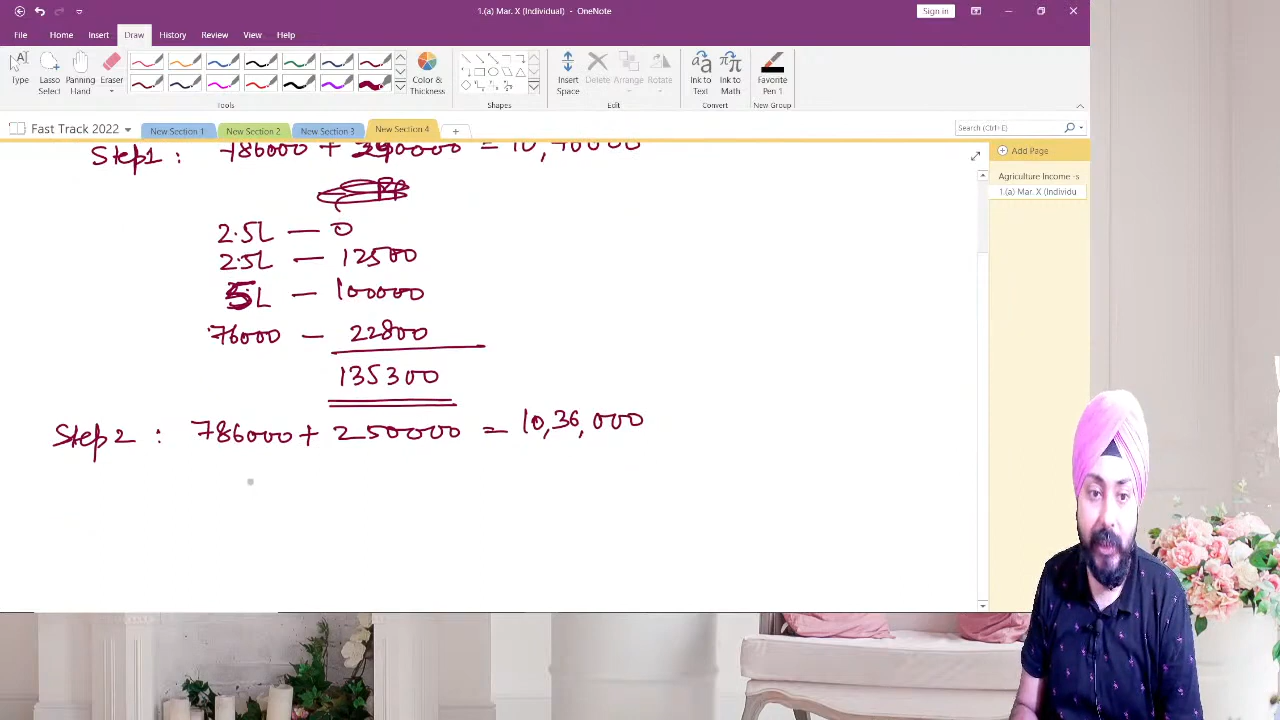 1.(a) Mar. X (Individual) - OneNote
Sign in
File Home Insert Draw History Review View Help
Type Lasso Select Panning Eraser
Color & Thickness
Insert Space Delete Arrange Rotate
Ink to Text Ink to Math
Favorite Pen 1
Tools Shapes Edit Convert New Group
Fast Track 2022 New Section 1 New Section 2 New Section 3 New Section 4 +
Search (Ctrl+E)
Add Page
Agriculture Income -s
1.(a) Mar. X (Individu
Step1 : 786000 + = 10,76000
2.5L — 0
2.5L — 12500
5L — 100000
76000 — 22800
135300
Step2 : 786000 + 250000 = 10,36,000